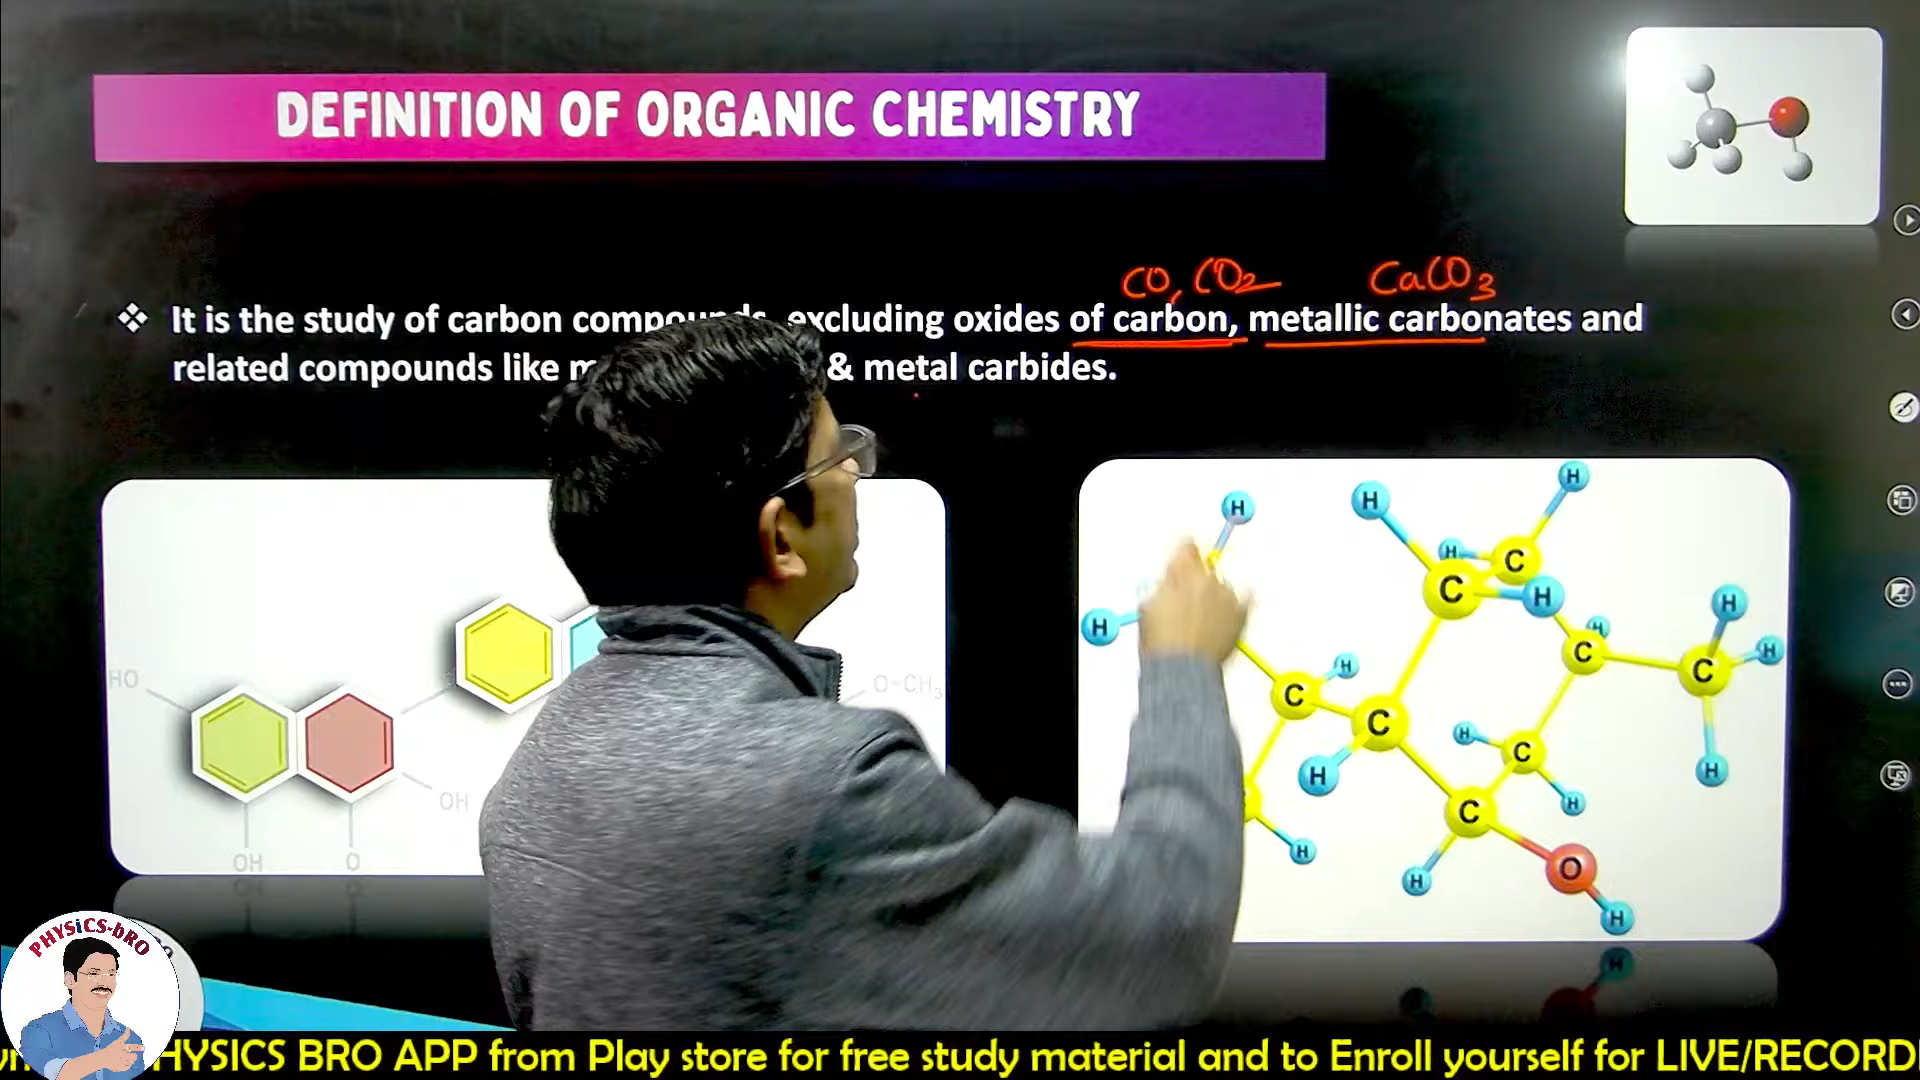 DEFINITION OF ORGANIC CHEMISTRY
CO, CO2 CaCO3
❖ It is the study of carbon compounds, excluding oxides of carbon, metallic carbonates and
related compounds like & metal carbides.
HO
OH
O
OH
O-CH3
H
H
H
H
H
C
C
H
H
C
H
H
C
H
C
C
H
H
C
H
C
H
H
H
C
H
O
H
PHYSiCS-bRO
HYSICS BRO APP from Play store for free study material and to Enroll yourself for LIVE/RECORD